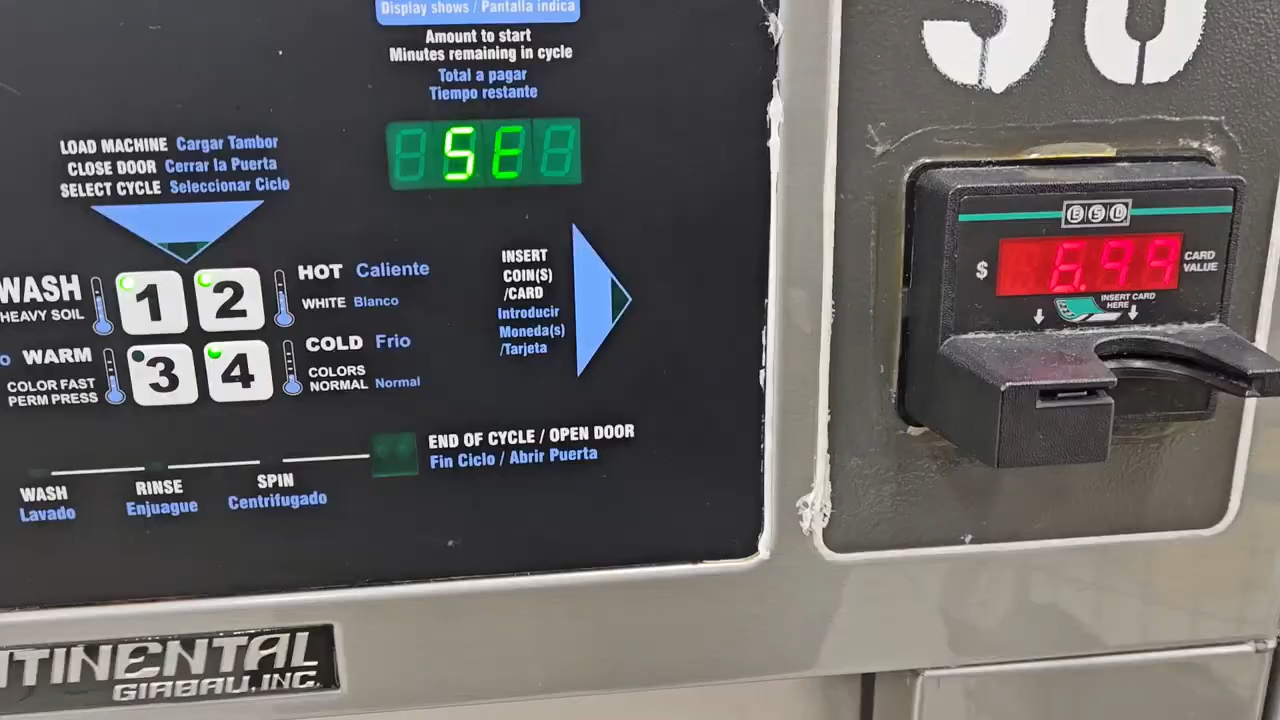 Display shows / Pantalla indica
Amount to start
Minutes remaining in cycle
Total a pagar
Tiempo restante
SE
LOAD MACHINE Cargar Tambor
CLOSE DOOR Cerrar la Puerta
SELECT CYCLE Seleccionar Ciclo
WASH
HEAVY SOIL
1
2
HOT Caliente
WHITE Blanco
WARM
COLOR FAST
PERM PRESS
3
4
COLD Frio
COLORS
NORMAL Normal
INSERT
COIN(S)
/CARD
Introducir
Moneda(s)
/Tarjeta
END OF CYCLE / OPEN DOOR
Fin Ciclo / Abrir Puerta
WASH
Lavado
RINSE
Enjuague
SPIN
Centrifugado
GIRBAU, INC.
ESD
$ 6.99 CARD
VALUE
INSERT CARD
HERE